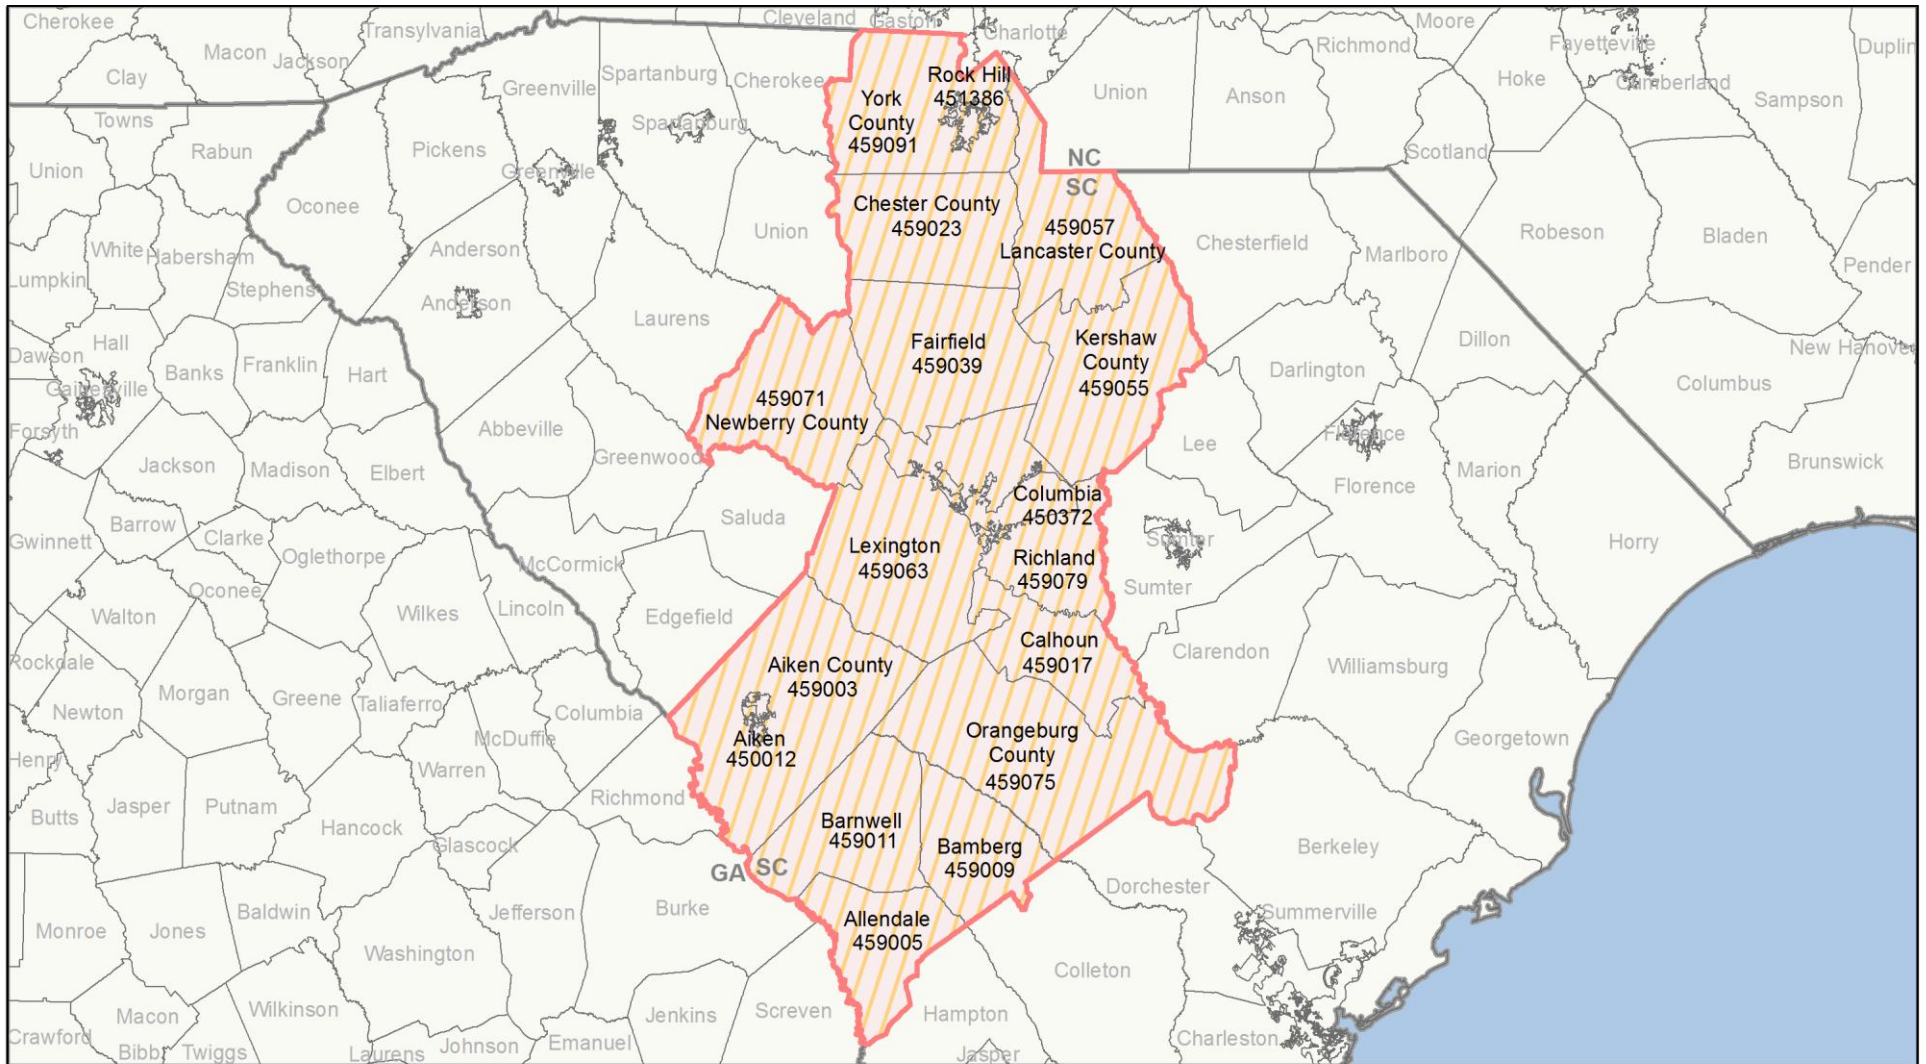 Cherokee
Macon
Jackson
Transylvania
Cleveland
Gaston
Charlotte
Moore
Richmond
Fayetteville
Duplin
Clay
Greenville
Spartanburg
Cherokee
Rock Hill
451386
Union
Anson
Hoke
Cumberland
Sampson
Towns
York
County
459091
Spartanburg
Rabun
Pickens
Greenville
Scotland
Union
NC
SC
Oconee
Chester County
459023
459057
Lancaster County
Union
Chesterfield
Marlboro
Robeson
Bladen
White
Habersham
Anderson
Pender
Lumpkin
Stephens
Anderson
Laurens
Fairfield
459039
Kershaw
County
459055
Dillon
New Hanove
Dawson
Hall
Banks
Franklin
Hart
Darlington
Columbus
Gainerville
459071
Newberry County
Forsyth
Abbeville
Greenwood
Florence
Lee
Jackson
Madison
Elbert
Marion
Brunswick
Florence
Columbia
450372
Saluda
Barrow
Clarke
Gwinnett
Oglethorpe
Lexington
459063
Sumter
Horry
McCormick
Richland
459079
Oconee
Sumter
Walton
Wilkes
Lincoln
Edgefield
Calhoun
459017
Clarendon
Williamsburg
Rockdale
Aiken County
459003
Morgan
Greene
Taliaferro
Newton
Columbia
McDuffie
Aiken
450012
Orangeburg
County
459075
Georgetown
Henry
Warren
Jasper
Putnam
Richmond
Butts
Hancock
Barnwell
459011
Glascock
Bamberg
459009
Berkeley
GA
SC
Dorchester
Baldwin
Jefferson
Burke
Allendale
459005
Summerville
Monroe
Jones
Washington
Colleton
Wilkinson
Macon
Jenkins
Screven
Hampton
Crawford
Bibb
Twiggs
Laurens
Johnson
Emanuel
Jasper
Charleston